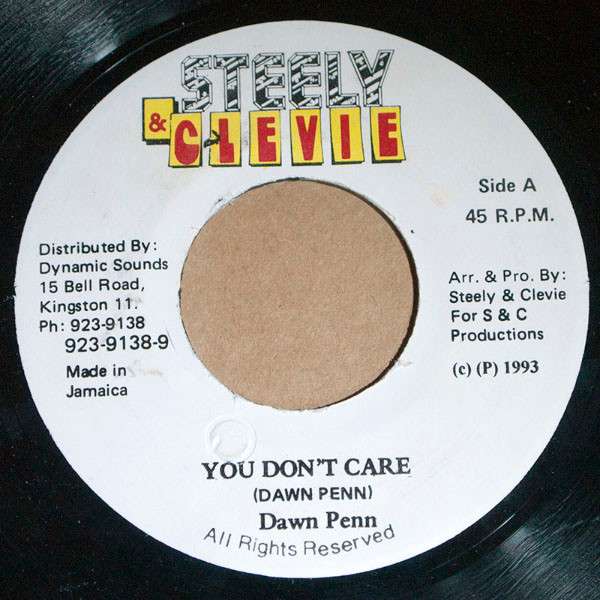 STEELY
& CLEVIE
Side A
45 R.P.M.
Distributed By:
Dynamic Sounds
15 Bell Road,
Kingston 11.
Ph: 923-9138
923-9138-9
Made in
Jamaica
Arr. & Pro. By:
Steely & Clevie
For S & C
Productions
(c) (P) 1993
YOU DON'T CARE
(DAWN PENN)
Dawn Penn
All Rights Reserved